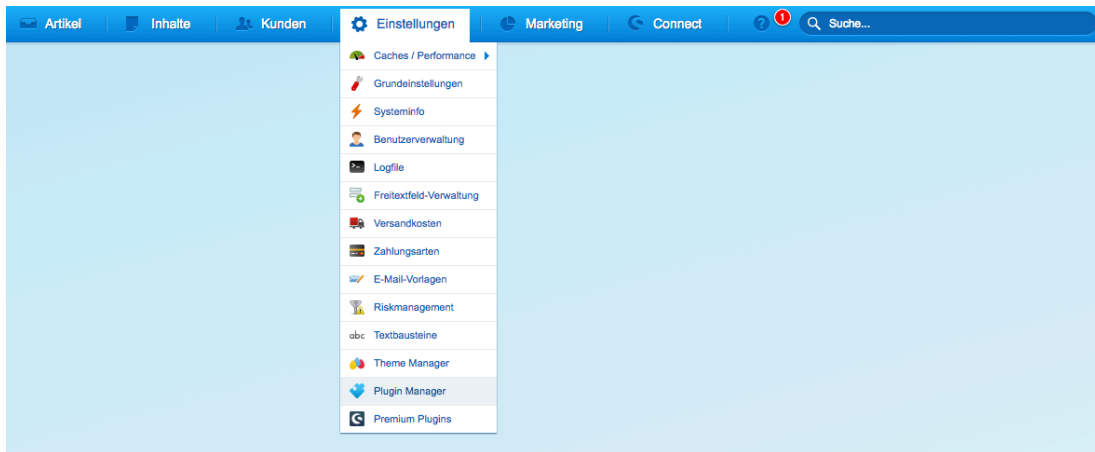 Artikel Inhalte Kunden Einstellungen Marketing Connect ? 1 Suche...
Caches / Performance
Grundeinstellungen
Systeminfo
Benutzerverwaltung
Logfile
Freitextfeld-Verwaltung
Versandkosten
Zahlungsarten
E-Mail-Vorlagen
Riskmanagement
abc Textbausteine
Theme Manager
Plugin Manager
Premium Plugins